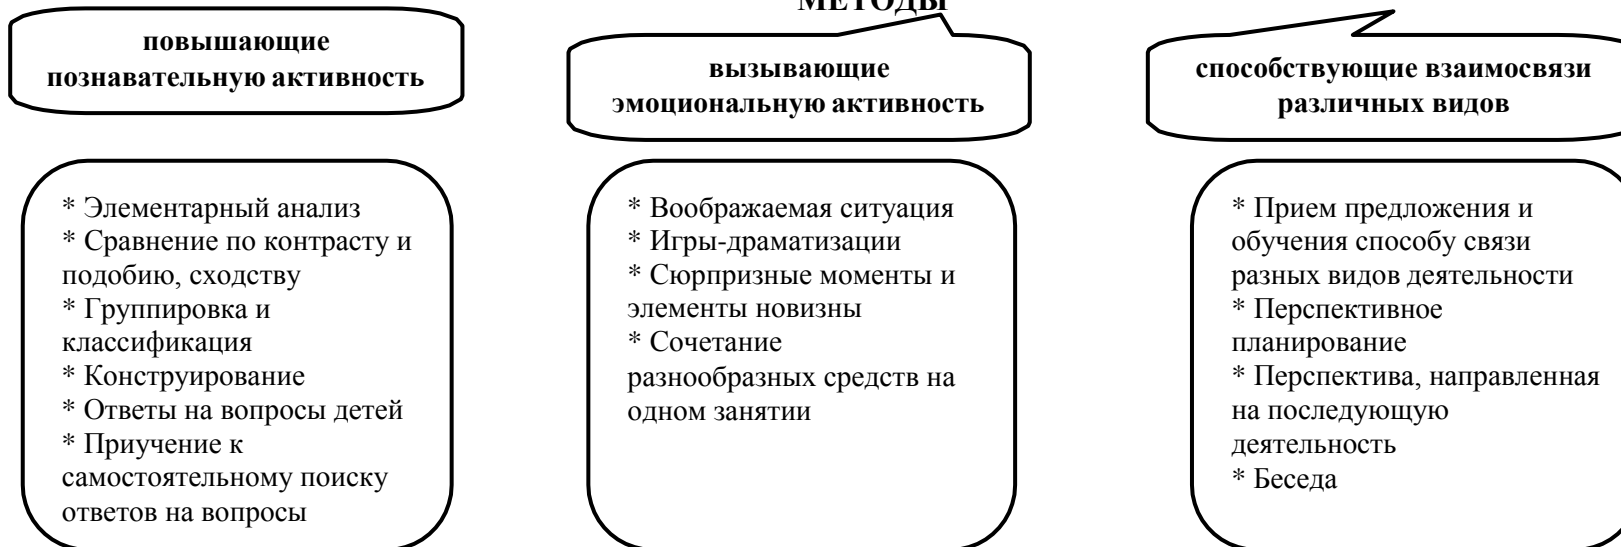 МЕТОДЫ
повышающие
познавательную активность
вызывающие
эмоциональную активность
способствующие взаимосвязи
различных видов
* Элементарный анализ
* Сравнение по контрасту и
подобию, сходству
* Группировка и
классификация
* Конструирование
* Ответы на вопросы детей
* Приучение к
самостоятельному поиску
ответов на вопросы
* Воображаемая ситуация
* Игры-драматизации
* Сюрпризные моменты и
элементы новизны
* Сочетание
разнообразных средств на
одном занятии
* Прием предложения и
обучения способу связи
разных видов деятельности
* Перспективное
планирование
* Перспектива, направленная
на последующую
деятельность
* Беседа